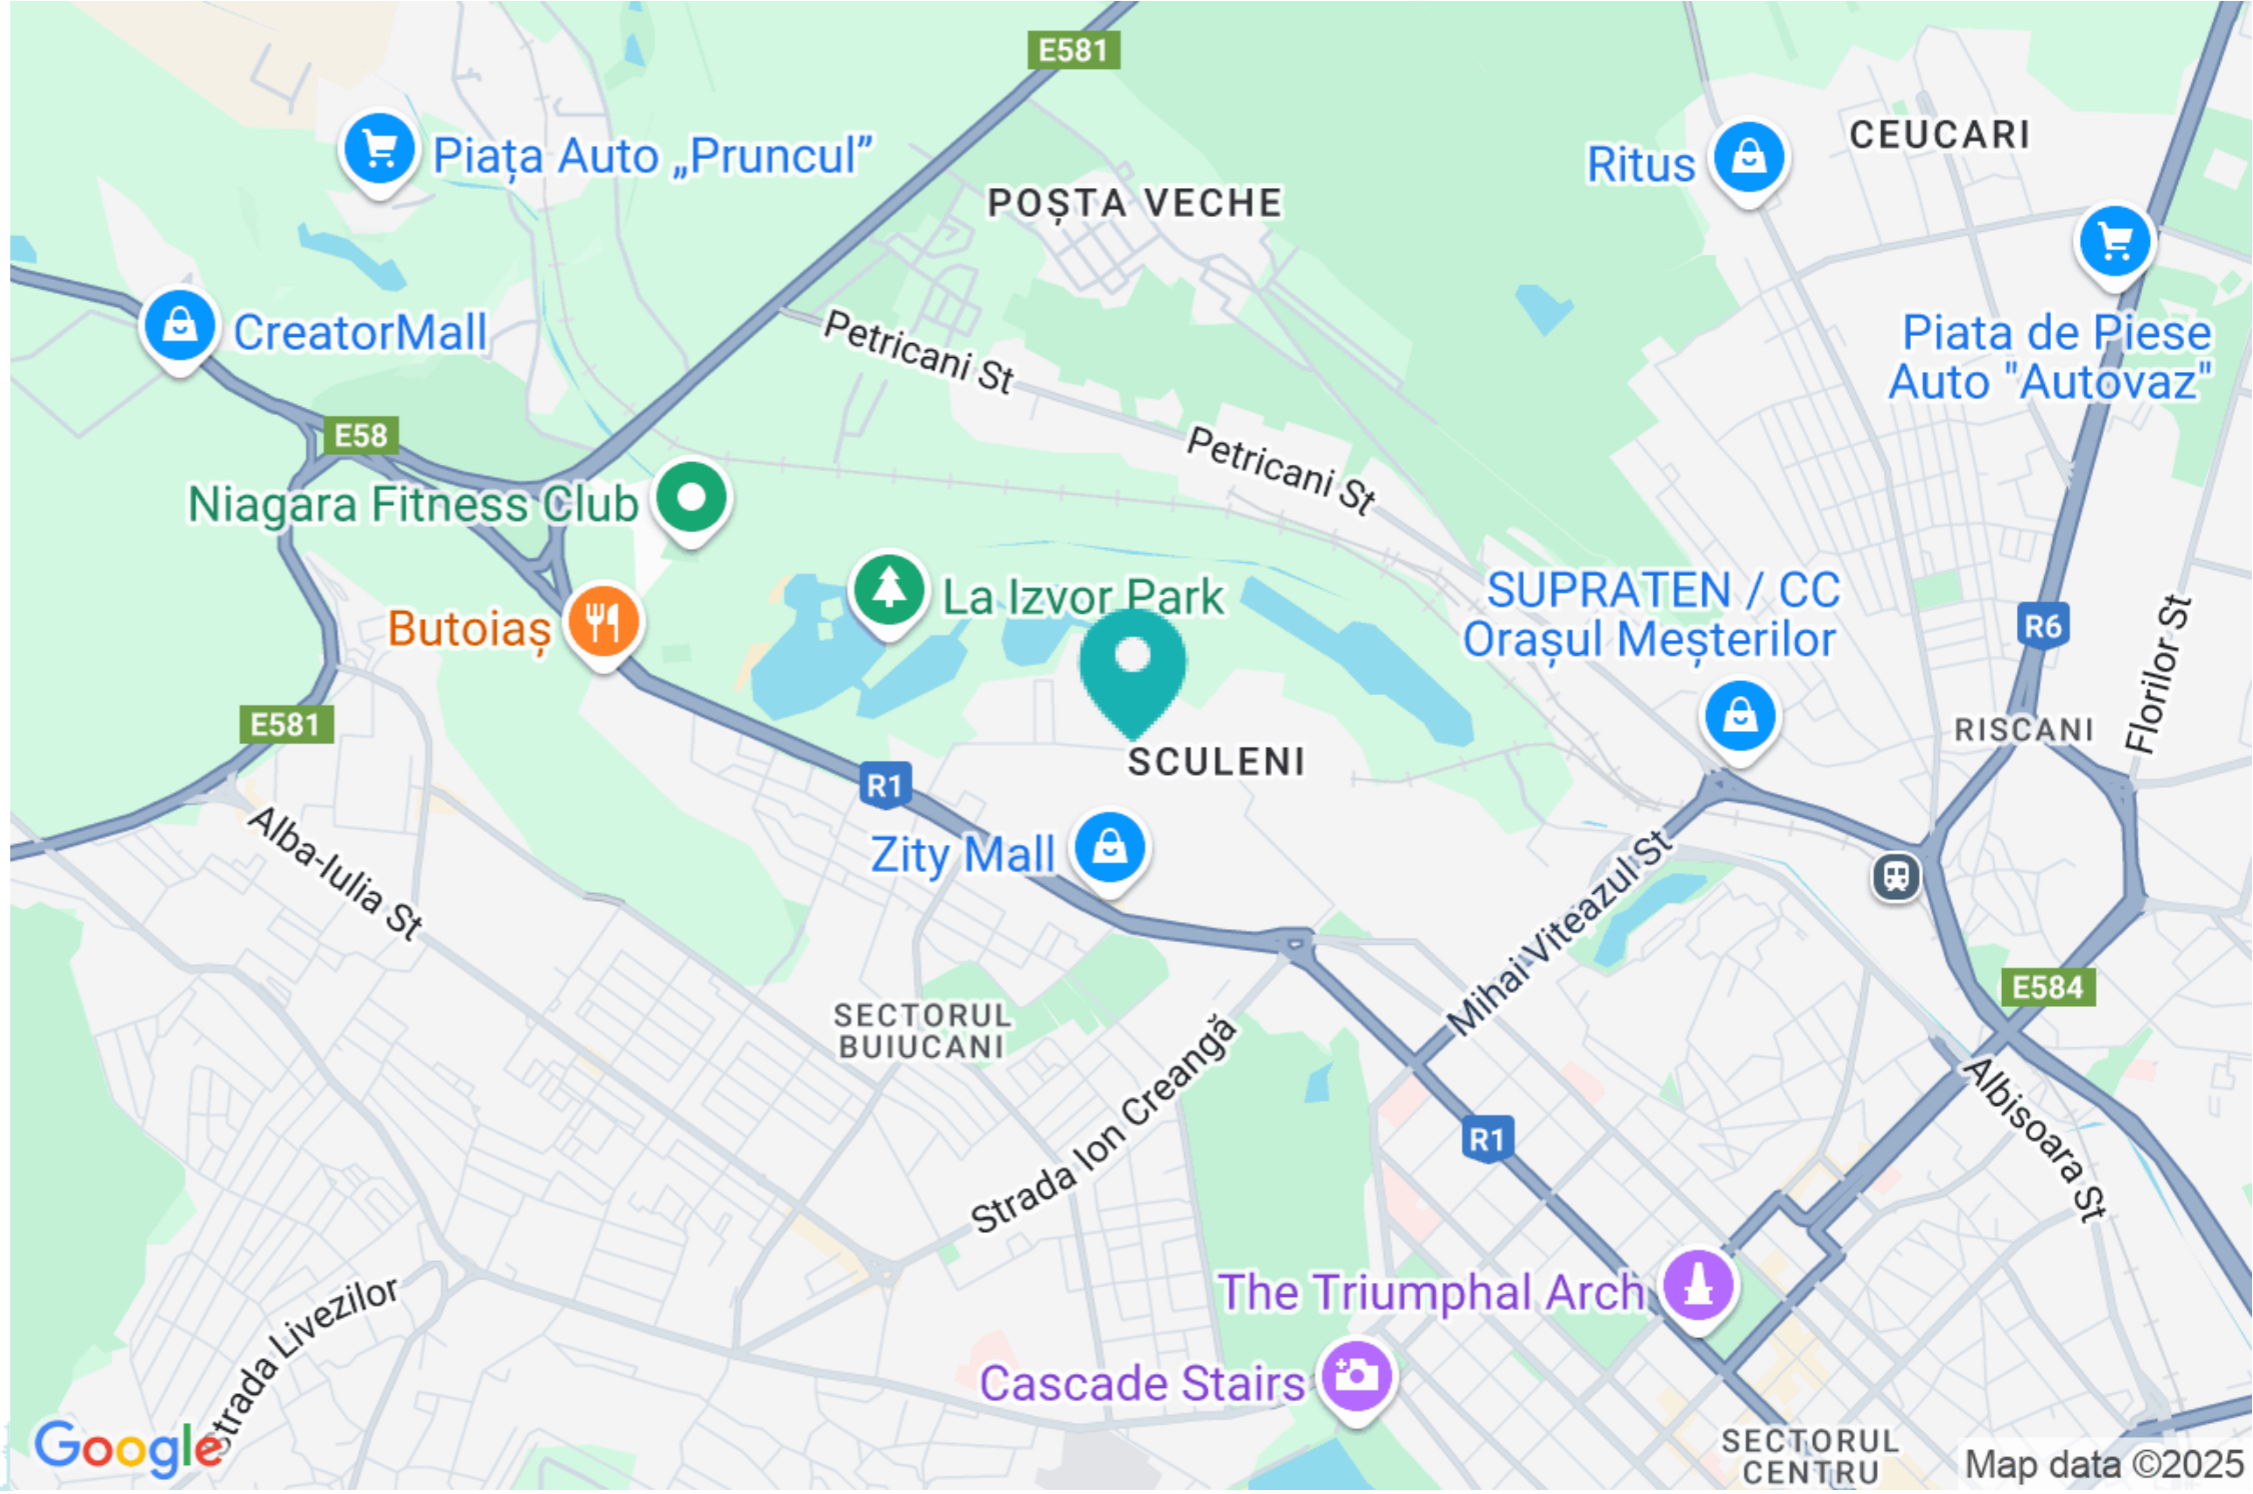 E581
CEUCARI
Piața Auto „Pruncul”
Ritus
POȘTA VECHE
CreatorMall
Petricani St
Piata de Piese
Auto "Autovaz"
E58
Petricani St
Niagara Fitness Club
La Izvor Park
SUPRATEN / CC
Orașul Meșterilor
Butoiaș
R6
Florilor St
E581
RISCANI
SCULENI
R1
Alba-Iulia St
Zity Mall
Mihai Viteazul St
E584
SECTORUL
BUIUCANI
Strada Ion Creangă
Albisoara St
R1
The Triumphal Arch
Strada Livezilor
Cascade Stairs
SECTORUL
CENTRU
Google
Map data ©2025